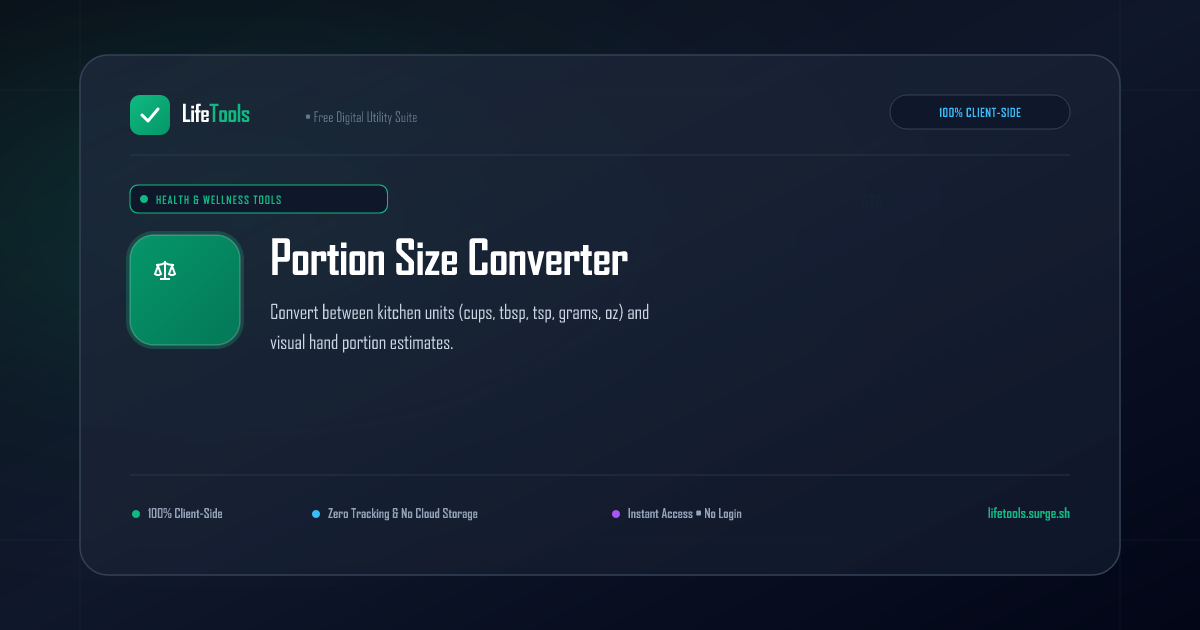 LifeTools
▪ Free Digital Utility Suite
100% CLIENT-SIDE
HEALTH & WELLNESS TOOLS
Portion Size Converter
Convert between kitchen units (cups, tbsp, tsp, grams, oz) and
visual hand portion estimates.
100% Client-Side
Zero Tracking & No Cloud Storage
Instant Access ▪ No Login
lifetools.surge.sh